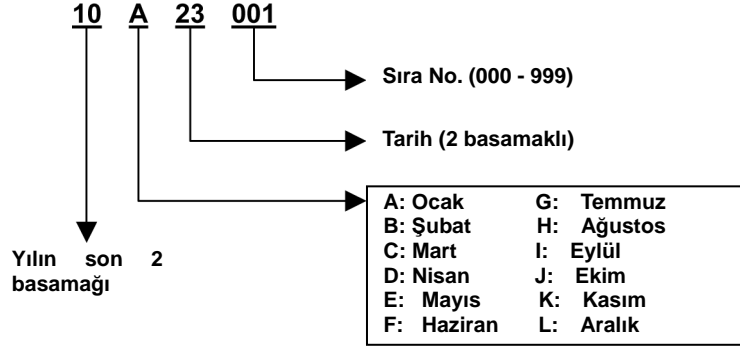 10 A 23 001
Sıra No. (000 - 999)
Tarih (2 basamaklı)
A: Ocak G: Temmuz
B: Şubat H: Ağustos
C: Mart I: Eylül
D: Nisan J: Ekim
E: Mayıs K: Kasım
F: Haziran L: Aralık
Yılın son 2
basamağı